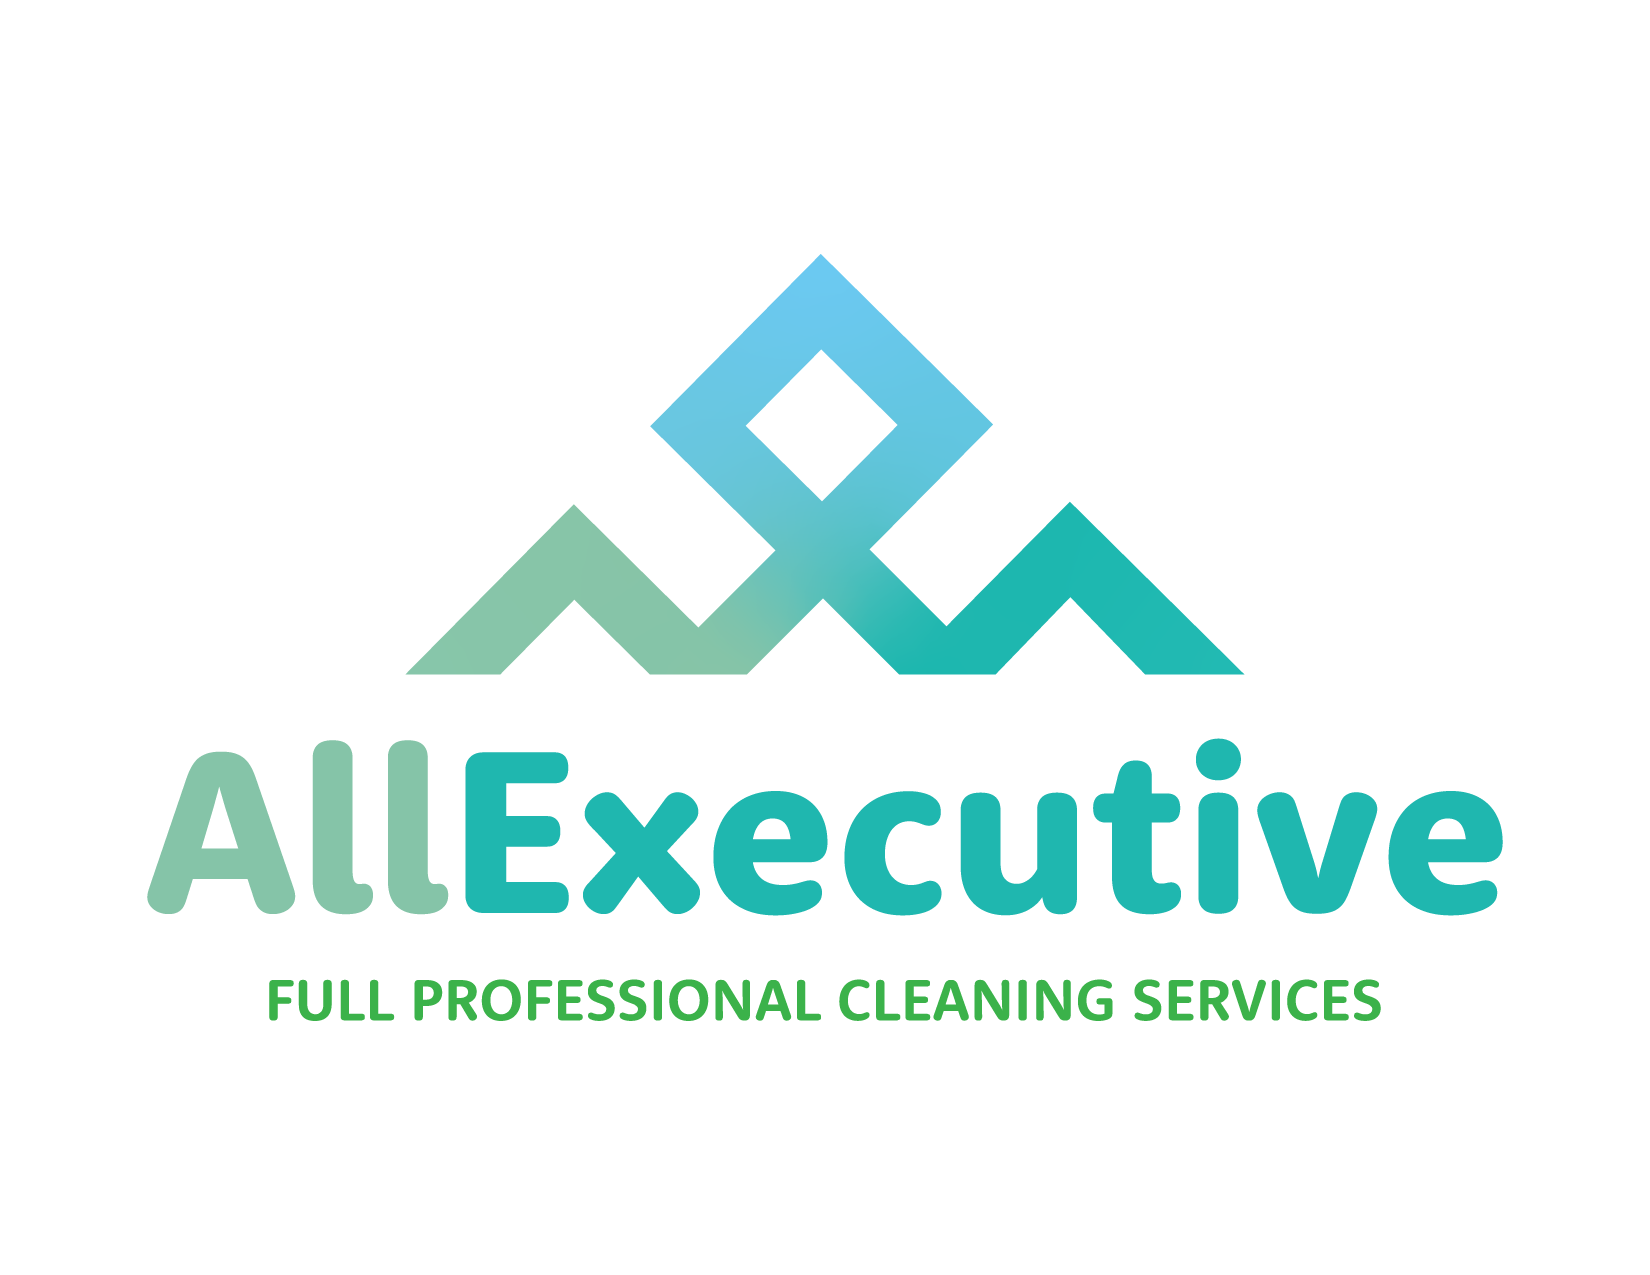 AllExecutive
FULL PROFESSIONAL CLEANING SERVICES